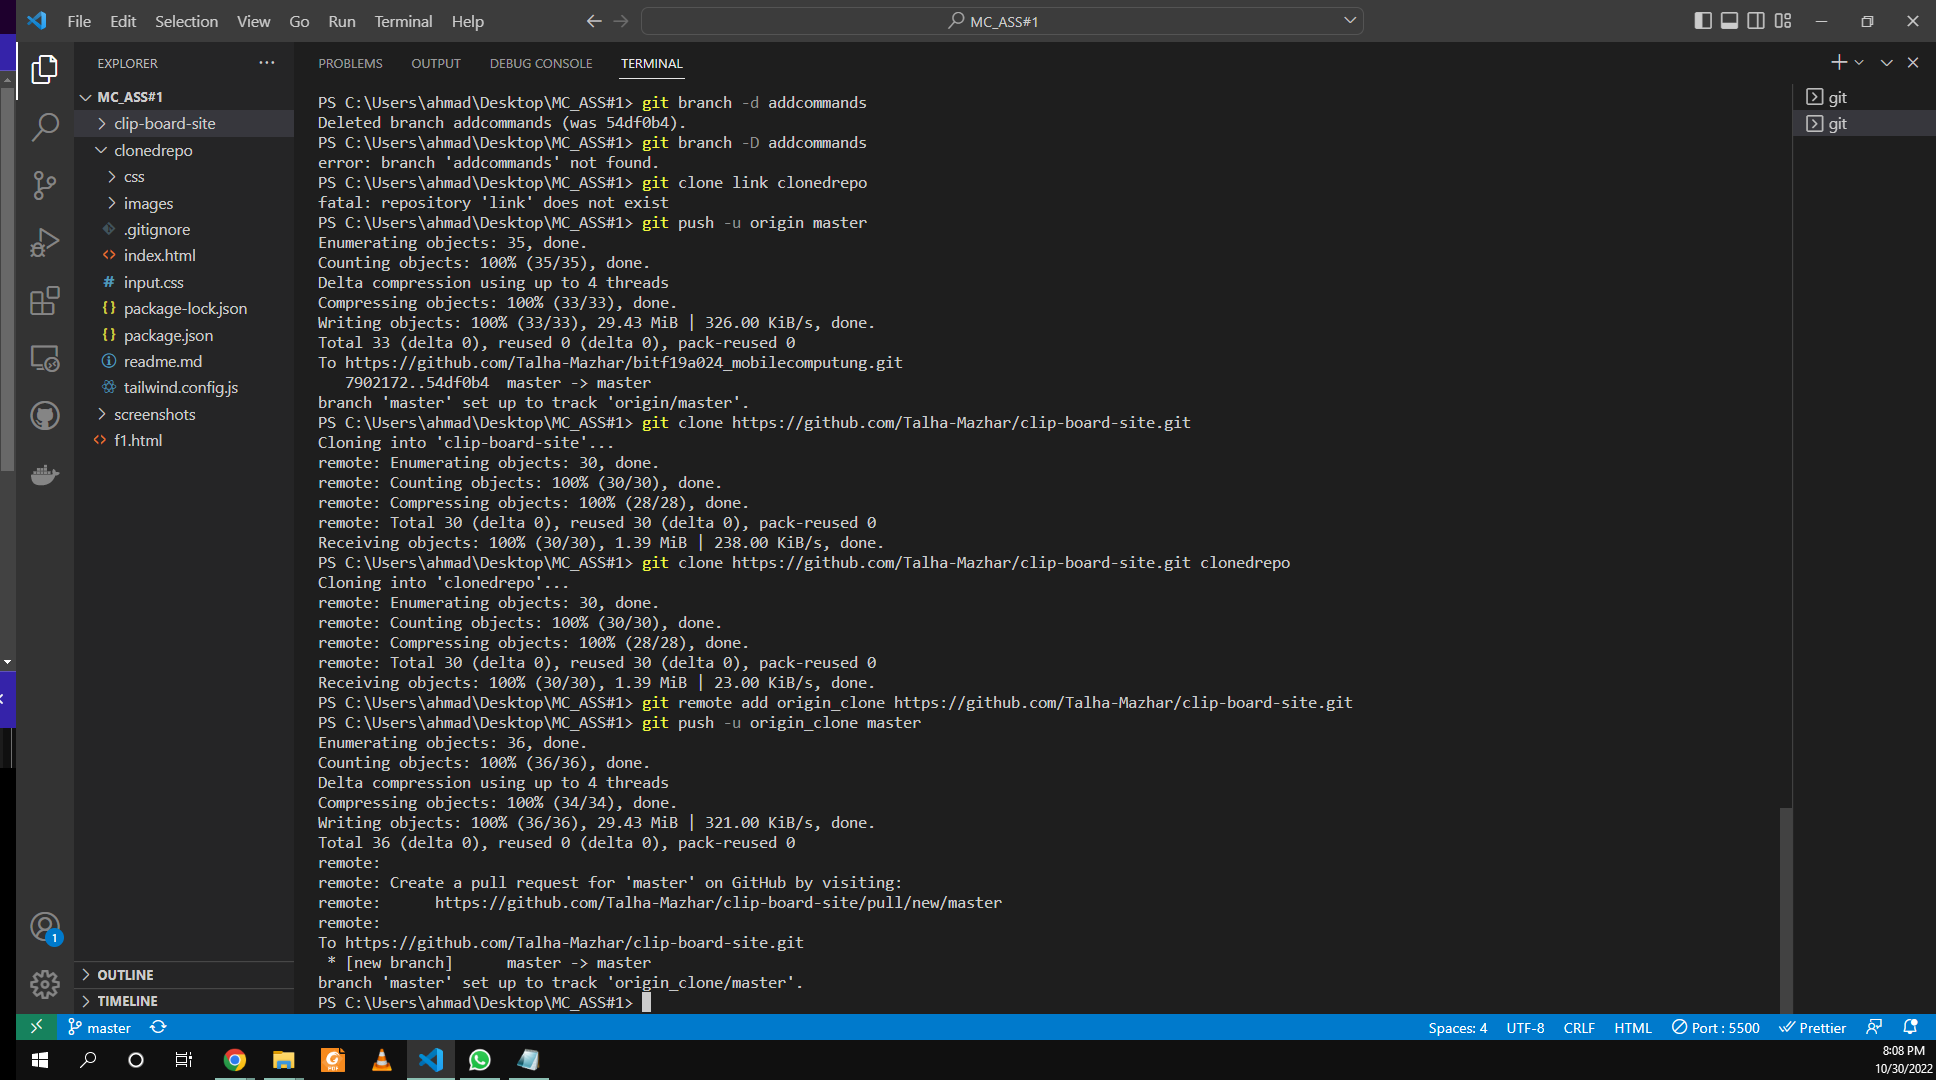 File Edit Selection View Go Run Terminal Help
MC_ASS#1
EXPLORER
PROBLEMS OUTPUT DEBUG CONSOLE TERMINAL
MC_ASS#1
clip-board-site
clonedrepo
css
images
.gitignore
index.html
input.css
package-lock.json
package.json
readme.md
tailwind.config.js
screenshots
f1.html
OUTLINE
TIMELINE
PS C:\Users\ahmad\Desktop\MC_ASS#1> git branch -d addcommands
Deleted branch addcommands (was 54df0b4).
PS C:\Users\ahmad\Desktop\MC_ASS#1> git branch -D addcommands
error: branch 'addcommands' not found.
PS C:\Users\ahmad\Desktop\MC_ASS#1> git clone link clonedrepo
fatal: repository 'link' does not exist
PS C:\Users\ahmad\Desktop\MC_ASS#1> git push -u origin master
Enumerating objects: 35, done.
Counting objects: 100% (35/35), done.
Delta compression using up to 4 threads
Compressing objects: 100% (33/33), done.
Writing objects: 100% (33/33), 29.43 MiB | 326.00 KiB/s, done.
Total 33 (delta 0), reused 0 (delta 0), pack-reused 0
To https://github.com/Talha-Mazhar/bitf19a024_mobilecomputung.git
7902172..54df0b4  master -> master
branch 'master' set up to track 'origin/master'.
PS C:\Users\ahmad\Desktop\MC_ASS#1> git clone https://github.com/Talha-Mazhar/clip-board-site.git
Cloning into 'clip-board-site'...
remote: Enumerating objects: 30, done.
remote: Counting objects: 100% (30/30), done.
remote: Compressing objects: 100% (28/28), done.
remote: Total 30 (delta 0), reused 30 (delta 0), pack-reused 0
Receiving objects: 100% (30/30), 1.39 MiB | 238.00 KiB/s, done.
PS C:\Users\ahmad\Desktop\MC_ASS#1> git clone https://github.com/Talha-Mazhar/clip-board-site.git clonedrepo
Cloning into 'clonedrepo'...
remote: Enumerating objects: 30, done.
remote: Counting objects: 100% (30/30), done.
remote: Compressing objects: 100% (28/28), done.
remote: Total 30 (delta 0), reused 30 (delta 0), pack-reused 0
Receiving objects: 100% (30/30), 1.39 MiB | 23.00 KiB/s, done.
PS C:\Users\ahmad\Desktop\MC_ASS#1> git remote add origin_clone https://github.com/Talha-Mazhar/clip-board-site.git
PS C:\Users\ahmad\Desktop\MC_ASS#1> git push -u origin_clone master
Enumerating objects: 36, done.
Counting objects: 100% (36/36), done.
Delta compression using up to 4 threads
Compressing objects: 100% (34/34), done.
Writing objects: 100% (36/36), 29.43 MiB | 321.00 KiB/s, done.
Total 36 (delta 0), reused 0 (delta 0), pack-reused 0
remote:
remote: Create a pull request for 'master' on GitHub by visiting:
remote:      https://github.com/Talha-Mazhar/clip-board-site/pull/new/master
remote:
To https://github.com/Talha-Mazhar/clip-board-site.git
* [new branch]      master -> master
branch 'master' set up to track 'origin_clone/master'.
PS C:\Users\ahmad\Desktop\MC_ASS#1>
git
git
1
master
Spaces: 4 UTF-8 CRLF HTML Port : 5500 Prettier
8:08 PM
10/30/2022